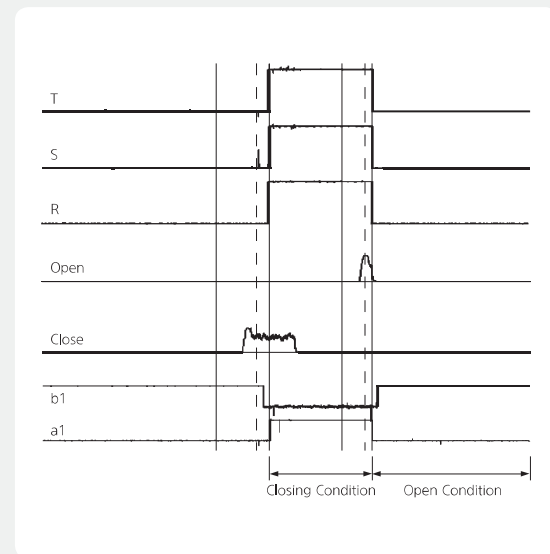 T
S
R
Open
Close
b1
a1
Closing Condition
Open Condition